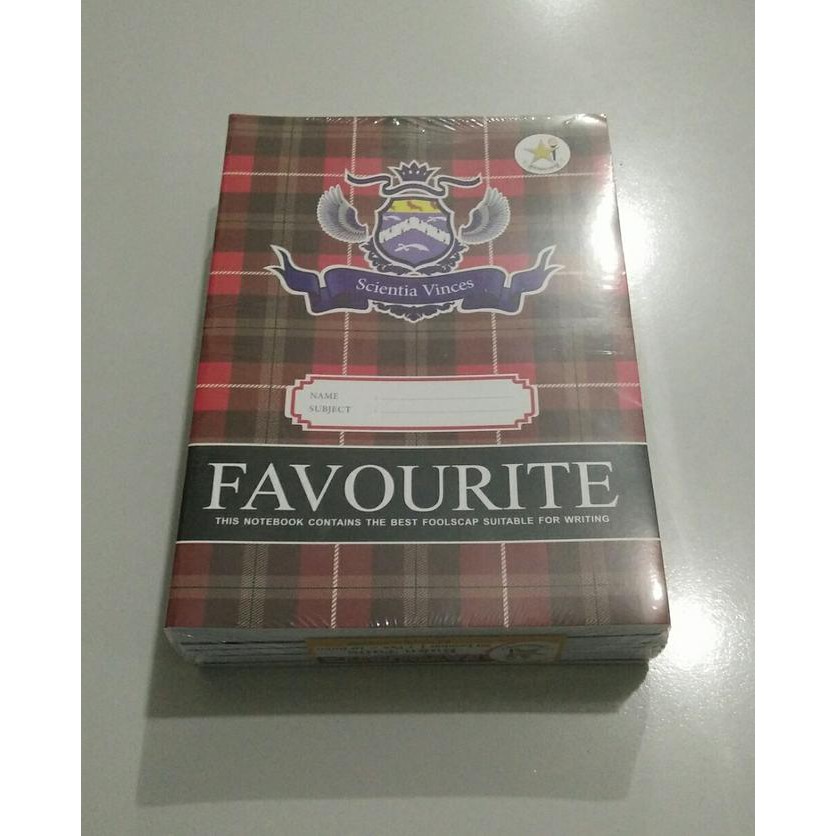 Scientia Vinces
NAME
SUBJECT
FAVOURITE
THIS NOTEBOOK CONTAINS THE BEST FOOLSCAP SUITABLE FOR WRITING